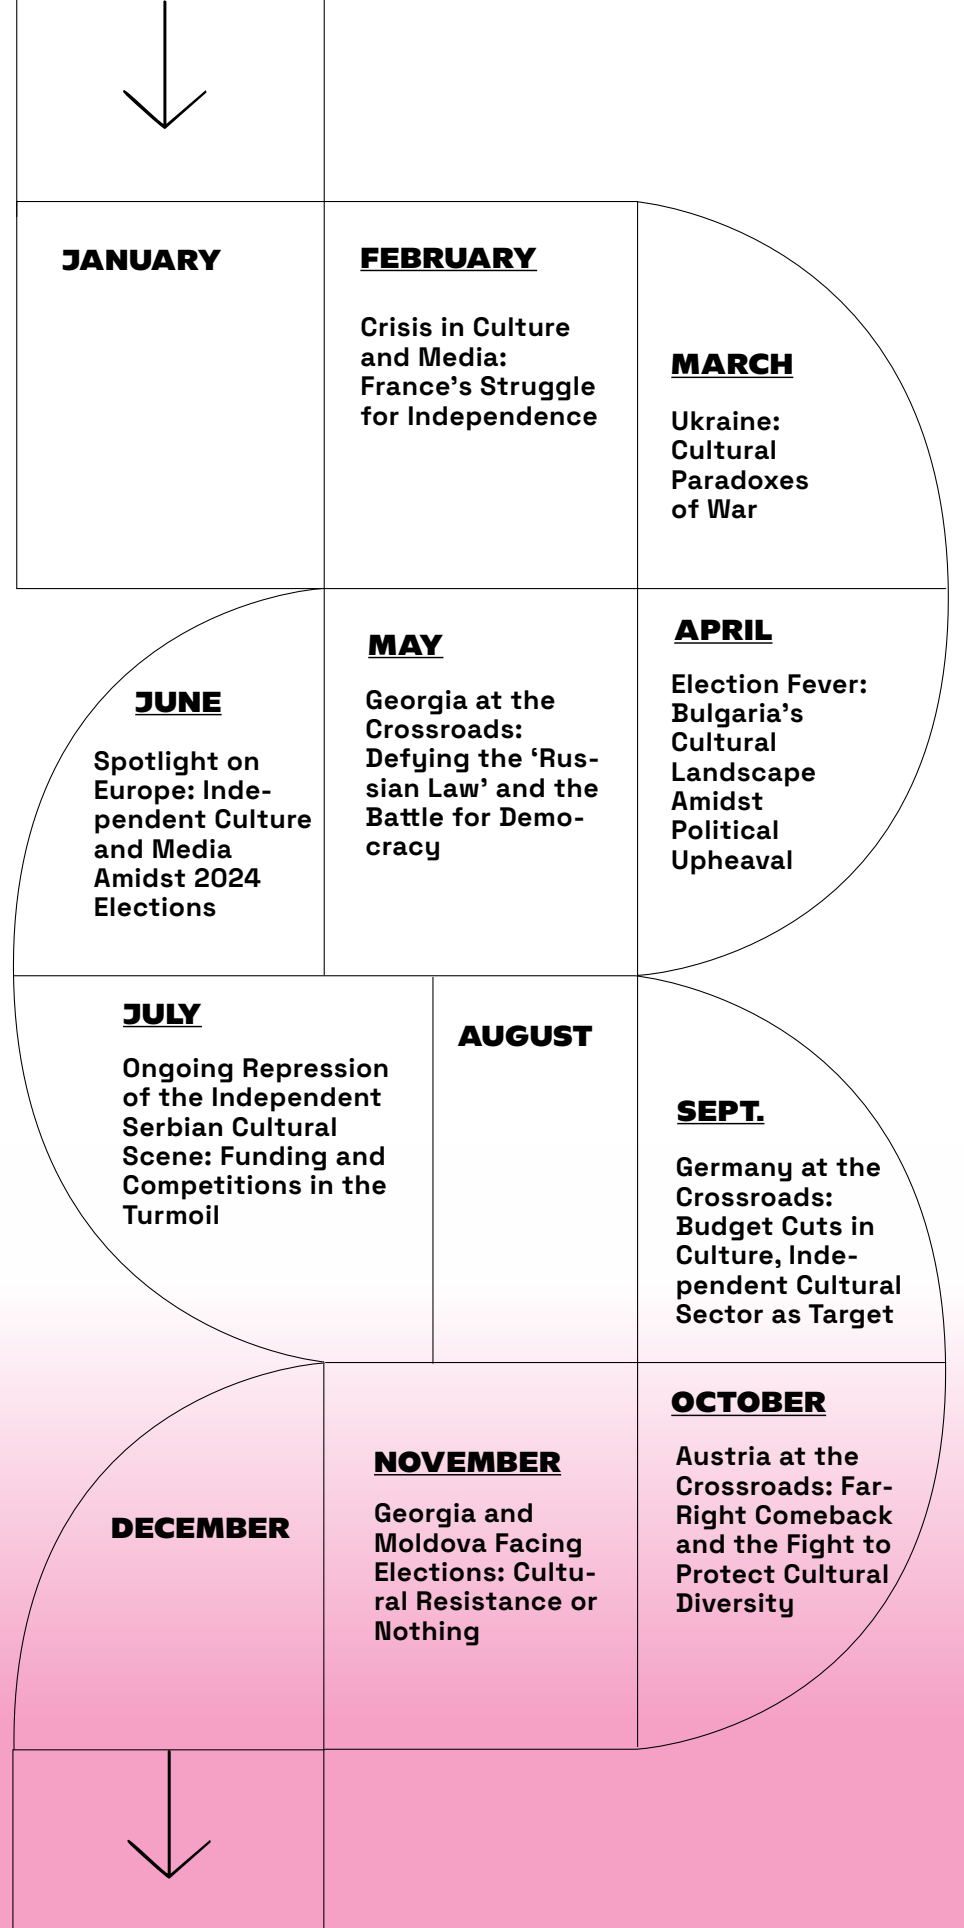 JANUARY
FEBRUARY
Crisis in Culture
and Media:
France’s Struggle
for Independence
MARCH
Ukraine:
Cultural
Paradoxes
of War
APRIL
Election Fever:
Bulgaria’s
Cultural
Landscape
Amidst
Political
Upheaval
MAY
Georgia at the
Crossroads:
Defying the ‘Rus-
sian Law’ and the
Battle for Demo-
cracy
JUNE
Spotlight on
Europe: Inde-
pendent Culture
and Media
Amidst 2024
Elections
JULY
Ongoing Repression
of the Independent
Serbian Cultural
Scene: Funding and
Competitions in the
Turmoil
AUGUST
SEPT.
Germany at the
Crossroads:
Budget Cuts in
Culture, Inde-
pendent Cultural
Sector as Target
OCTOBER
Austria at the
Crossroads: Far-
Right Comeback
and the Fight to
Protect Cultural
Diversity
NOVEMBER
Georgia and
Moldova Facing
Elections: Cultu-
ral Resistance or
Nothing
DECEMBER